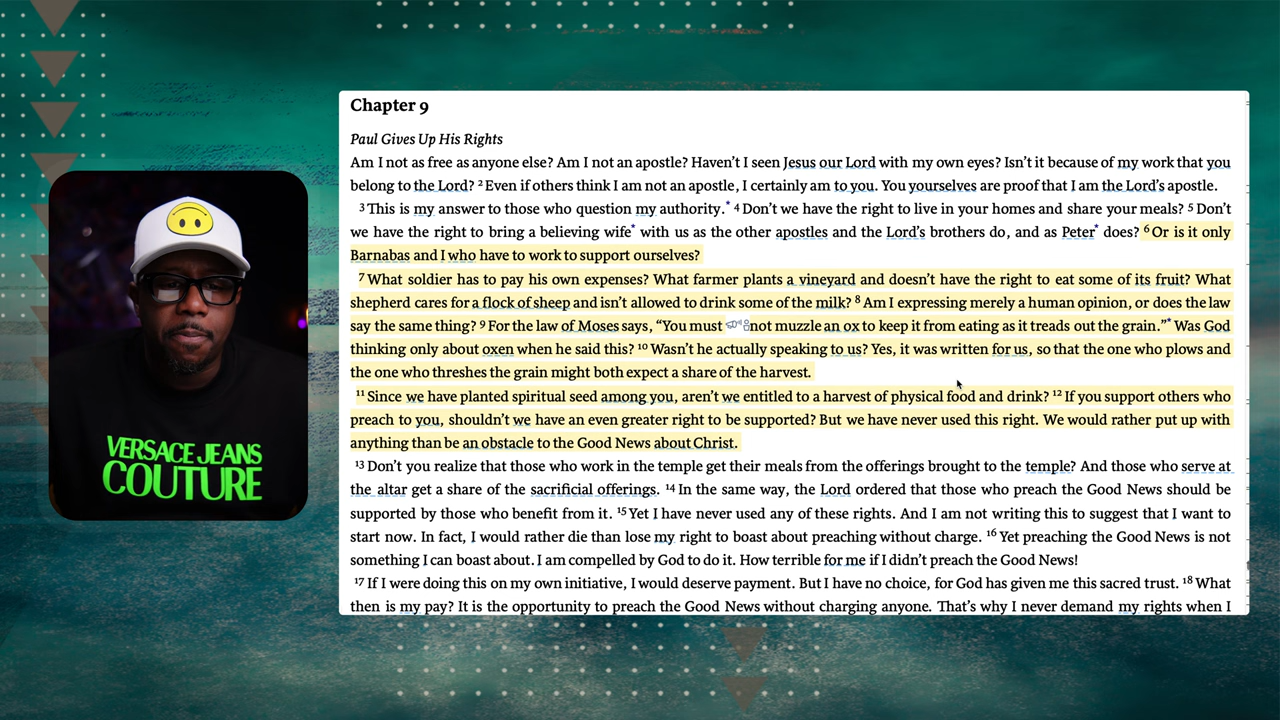 VERSACE JEANS
COUTURE
Chapter 9
Paul Gives Up His Rights
Am I not as free as anyone else? Am I not an apostle? Haven’t I seen Jesus our Lord with my own eyes? Isn’t it because of my work that you
belong to the Lord? 2 Even if others think I am not an apostle, I certainly am to you. You yourselves are proof that I am the Lord’s apostle.
3 This is my answer to those who question my authority.* 4 Don’t we have the right to live in your homes and share your meals? 5 Don’t
we have the right to bring a believing wife* with us as the other apostles and the Lord’s brothers do, and as Peter* does? 6 Or is it only
Barnabas and I who have to work to support ourselves?
7 What soldier has to pay his own expenses? What farmer plants a vineyard and doesn’t have the right to eat some of its fruit? What
shepherd cares for a flock of sheep and isn’t allowed to drink some of the milk? 8 Am I expressing merely a human opinion, or does the law
say the same thing? 9 For the law of Moses says, “You must not muzzle an ox to keep it from eating as it treads out the grain.”* Was God
thinking only about oxen when he said this? 10 Wasn’t he actually speaking to us? Yes, it was written for us, so that the one who plows and
the one who threshes the grain might both expect a share of the harvest.
11 Since we have planted spiritual seed among you, aren’t we entitled to a harvest of physical food and drink? 12 If you support others who
preach to you, shouldn’t we have an even greater right to be supported? But we have never used this right. We would rather put up with
anything than be an obstacle to the Good News about Christ.
13 Don’t you realize that those who work in the temple get their meals from the offerings brought to the temple? And those who serve at
the altar get a share of the sacrificial offerings. 14 In the same way, the Lord ordered that those who preach the Good News should be
supported by those who benefit from it. 15 Yet I have never used any of these rights. And I am not writing this to suggest that I want to
start now. In fact, I would rather die than lose my right to boast about preaching without charge. 16 Yet preaching the Good News is not
something I can boast about. I am compelled by God to do it. How terrible for me if I didn’t preach the Good News!
17 If I were doing this on my own initiative, I would deserve payment. But I have no choice, for God has given me this sacred trust. 18 What
then is my pay? It is the opportunity to preach the Good News without charging anyone. That’s why I never demand my rights when I